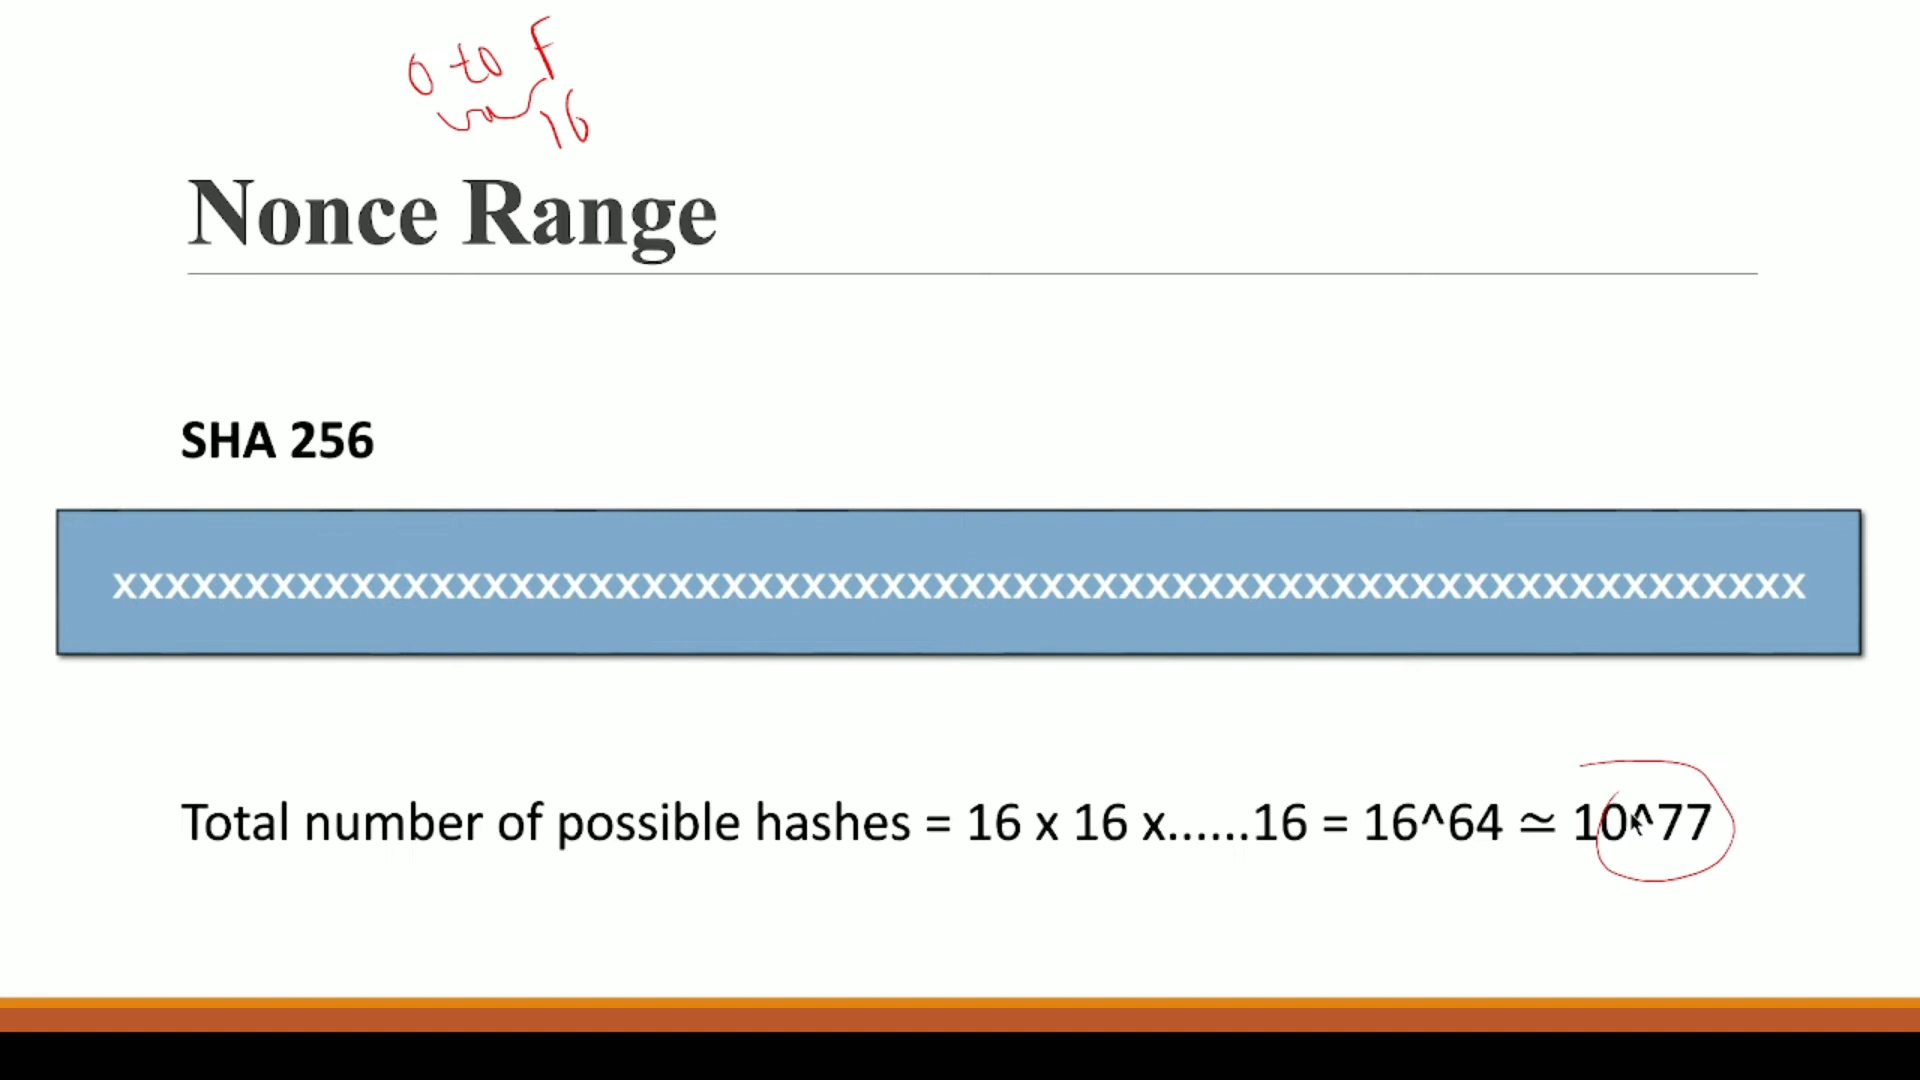 0 to F
16
Nonce Range
SHA 256
XXXXXXXXXXXXXXXXXXXXXXXXXXXXXXXXXXXXXXXXXXXXXXXXXXXXXXXXXXXXXXXX
Total number of possible hashes = 16 x 16 x......16 = 16^64 ≃ 10^77